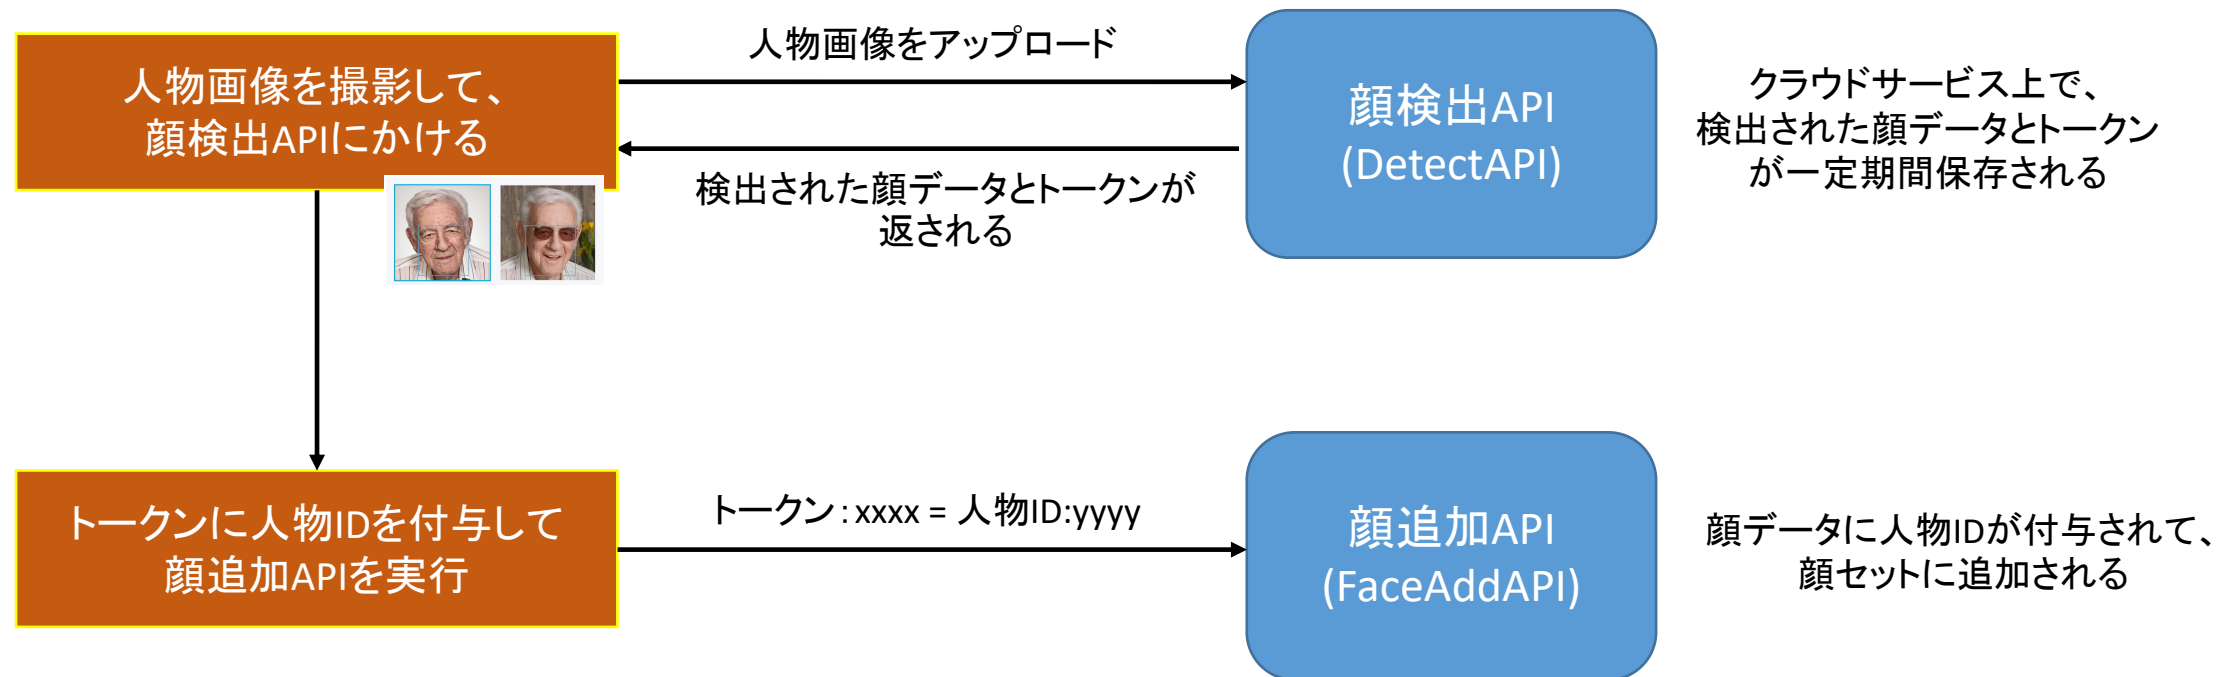 人物画像を撮影して、
顔検出APIにかける
人物画像をアップロード
検出された顔データとトークンが
返される
顔検出API
(DetectAPI)
クラウドサービス上で、
検出された顔データとトークン
が一定期間保存される
トークンに人物IDを付与して
顔追加APIを実行
トークン:xxxx = 人物ID:yyyy
顔追加API
(FaceAddAPI)
顔データに人物IDが付与されて、
顔セットに追加される